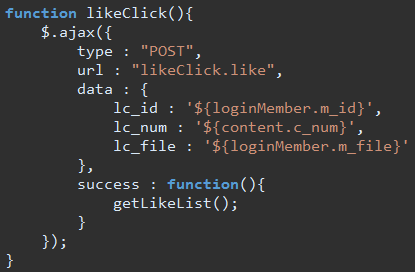 function likeClick(){
    $.ajax({
        type : "POST",
        url : "likeClick.like",
        data : {
            lc_id : '${loginMember.m_id}',
            lc_num : '${content.c_num}',
            lc_file : '${loginMember.m_file}'
        },
        success : function(){
            getLikeList();
        }
    });
}